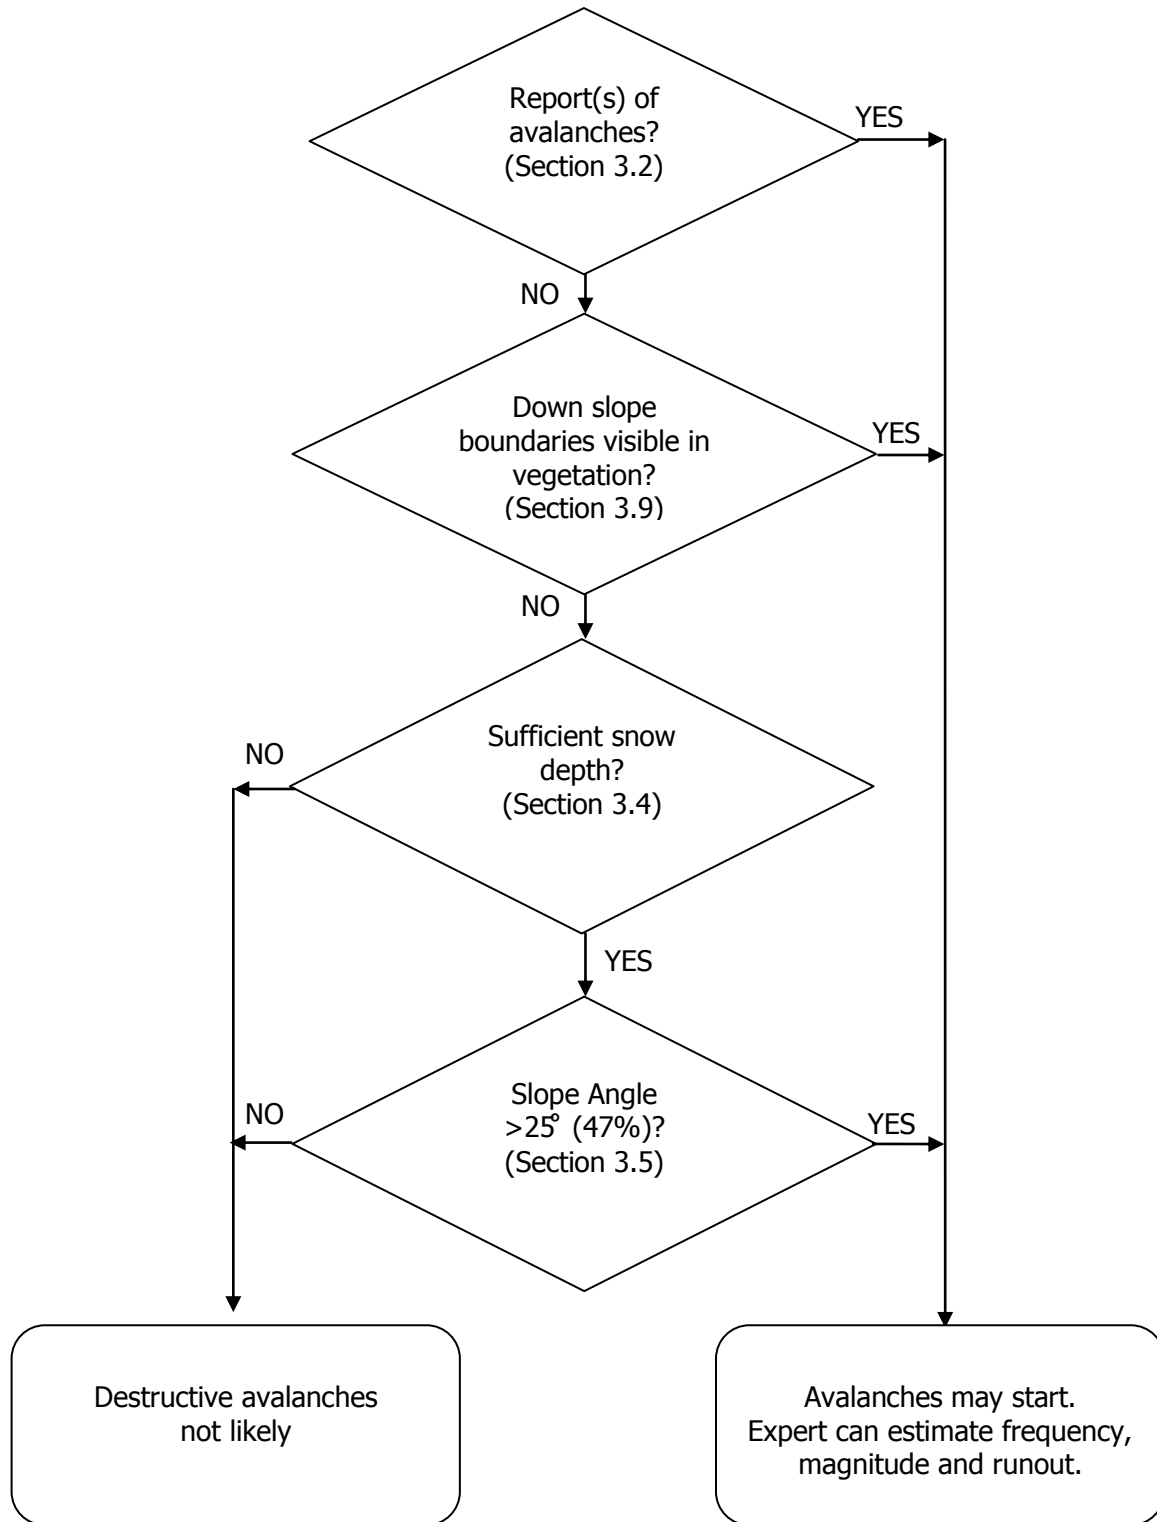 Report(s) of
avalanches?
(Section 3.2)
YES
NO
Down slope
boundaries visible in
vegetation?
(Section 3.9)
YES
NO
Sufficient snow
depth?
(Section 3.4)
NO
YES
Slope Angle
>25° (47%)?
(Section 3.5)
NO
YES
Destructive avalanches
not likely
Avalanches may start.
Expert can estimate frequency,
magnitude and runout.